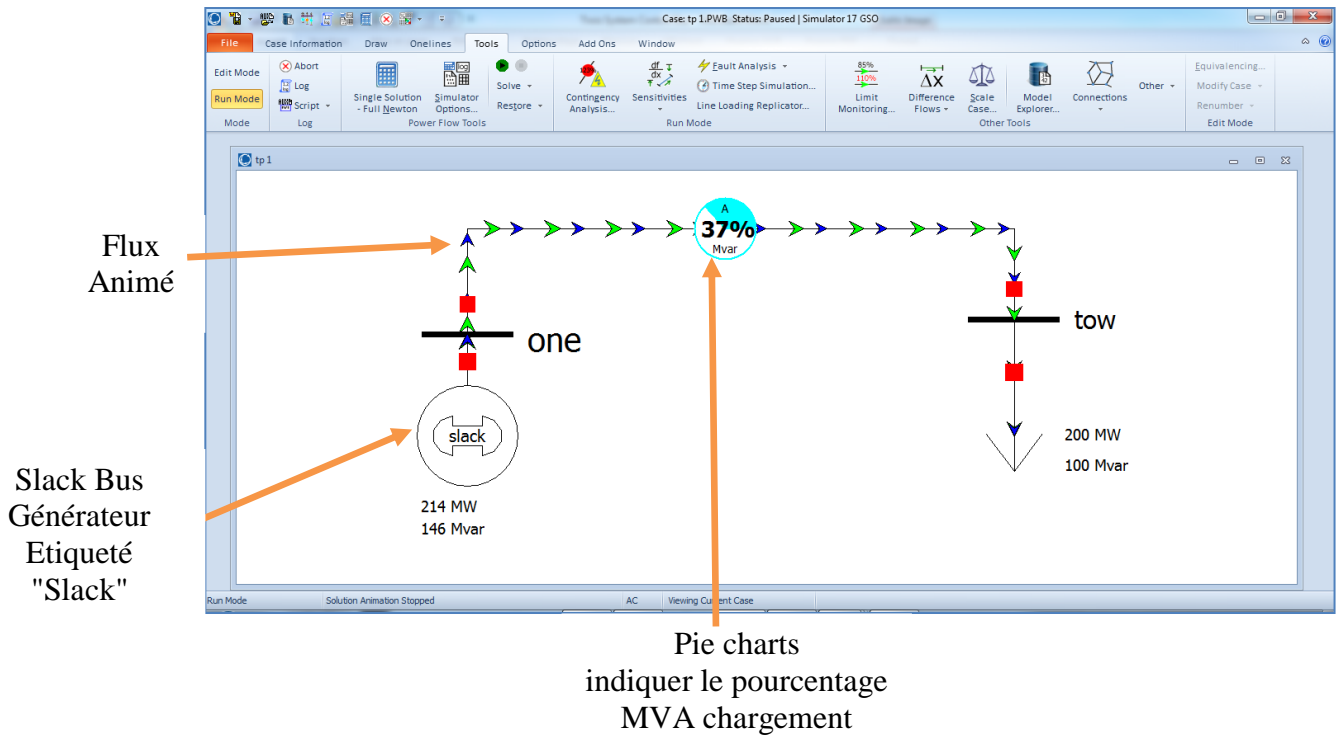 Case: tp 1.PWB Status: Paused | Simulator 17 GSO
File Case Information Draw Onelines Tools Options Add Ons Window
Edit Mode
Run Mode
Mode
Abort
Log
Script
Log
Single Solution
- Full Newton
Simulator
Options...
Solve
Restore
Power Flow Tools
Contingency
Analysis...
Sensitivities
Fault Analysis
Time Step Simulation...
Line Loading Replicator...
Run Mode
85%
110%
Limit
Monitoring...
ΔX
Difference
Flows
Scale
Case...
Model
Explorer...
Connections
Other
Other Tools
Equivalencing...
Modify Case
Renumber
Edit Mode
tp 1
A
37%
Mvar
Flux
Animé
one
tow
slack
200 MW
100 Mvar
214 MW
146 Mvar
Slack Bus
Générateur
Etiqueté
"Slack"
Run Mode Solution Animation Stopped AC Viewing Current Case
Pie charts
indiquer le pourcentage
MVA chargement